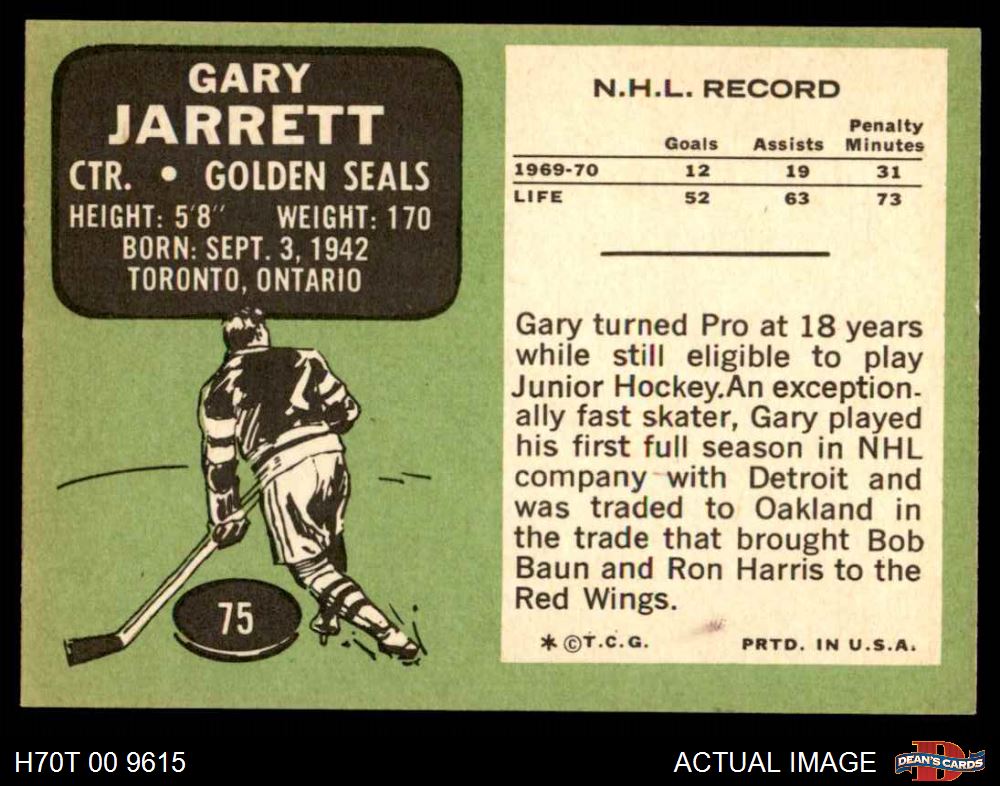 GARY
JARRETT
CTR. • GOLDEN SEALS
HEIGHT: 5'8" WEIGHT: 170
BORN: SEPT. 3, 1942
TORONTO, ONTARIO
75
N.H.L. RECORD
Goals Assists Penalty Minutes
1969-70 12 19 31
LIFE 52 63 73
Gary turned Pro at 18 years
while still eligible to play
Junior Hockey.An exception-
ally fast skater, Gary played
his first full season in NHL
company with Detroit and
was traded to Oakland in
the trade that brought Bob
Baun and Ron Harris to the
Red Wings.
* © T.C.G. PRTD. IN U.S.A.
H70T 00 9615 ACTUAL IMAGE D DEAN'S CARDS